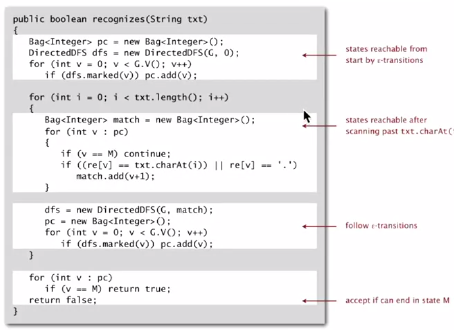 public boolean recognizes(String txt)
{
Bag<Integer> pc = new Bag<Integer>();
DirectedDFS dfs = new DirectedDFS(G, 0);
for (int v = 0; v < G.V(); v++)
if (dfs.marked(v)) pc.add(v);
states reachable from
start by ε-transitions
for (int i = 0; i < txt.length(); i++)
{
Bag<Integer> match = new Bag<Integer>();
for (int v : pc)
{
if (v == M) continue;
if ((re[v] == txt.charAt(i)) || re[v] == '.')
match.add(v+1);
}
states reachable after
scanning past txt.charAt(
dfs = new DirectedDFS(G, match);
pc = new Bag<Integer>();
for (int v = 0; v < G.V(); v++)
if (dfs.marked(v)) pc.add(v);
}
follow ε-transitions
for (int v : pc)
if (v == M) return true;
return false;
}
accept if can end in state M